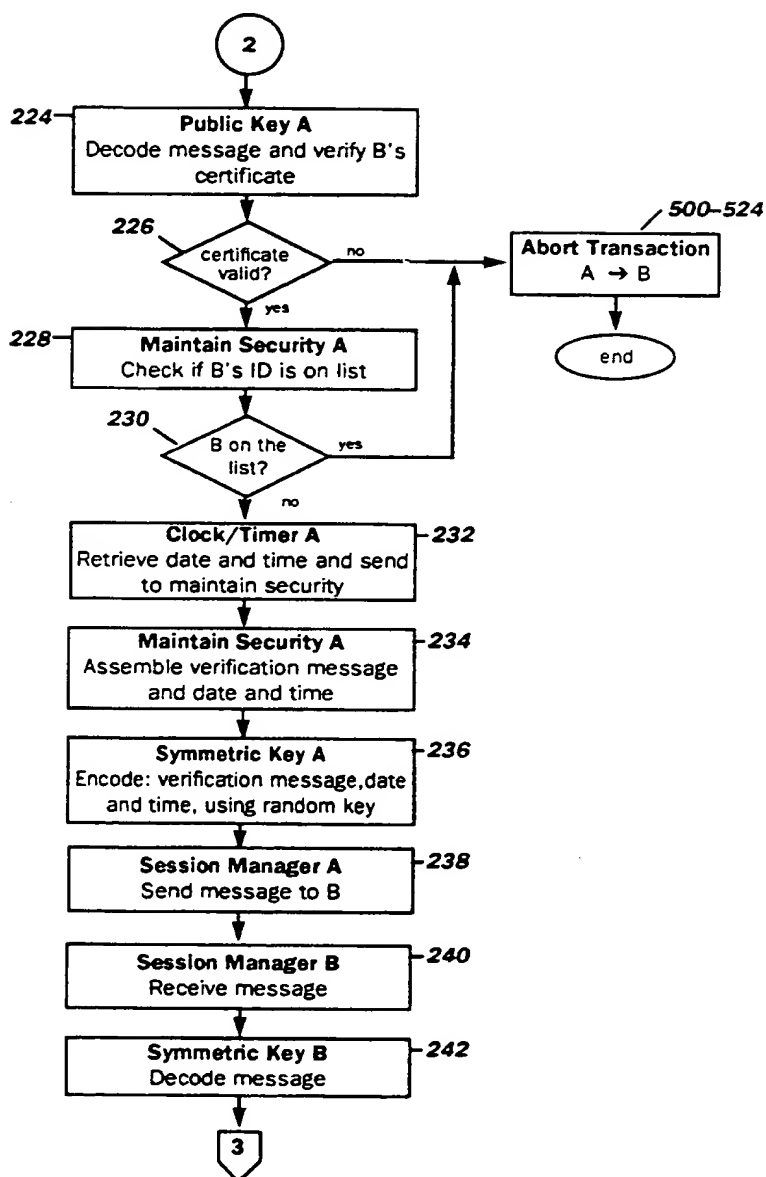 2
224
Public Key A
Decode message and verify B's
certificate
226
certificate
valid?
no
yes
500-524
Abort Transaction
A → B
end
228
Maintain Security A
Check if B's ID is on list
230
B on the
list?
yes
no
Clock/Timer A
Retrieve date and time and send
to maintain security
232
Maintain Security A
Assemble verification message
and date and time
234
Symmetric Key A
Encode: verification message,date
and time, using random key
236
Session Manager A
Send message to B
238
Session Manager B
Receive message
240
Symmetric Key B
Decode message
242
3